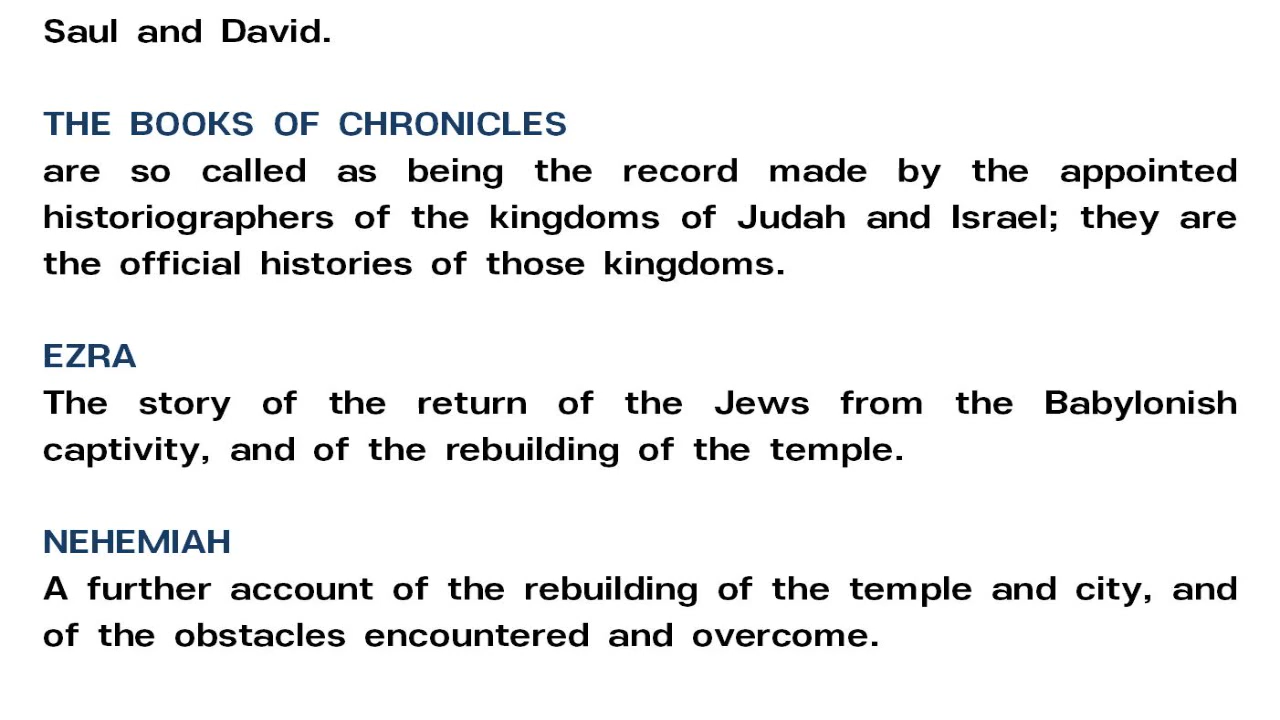 Saul and David.
THE BOOKS OF CHRONICLES
are so called as being the record made by the appointed
historiographers of the kingdoms of Judah and Israel; they are
the official histories of those kingdoms.
EZRA
The story of the return of the Jews from the Babylonish
captivity, and of the rebuilding of the temple.
NEHEMIAH
A further account of the rebuilding of the temple and city, and
of the obstacles encountered and overcome.